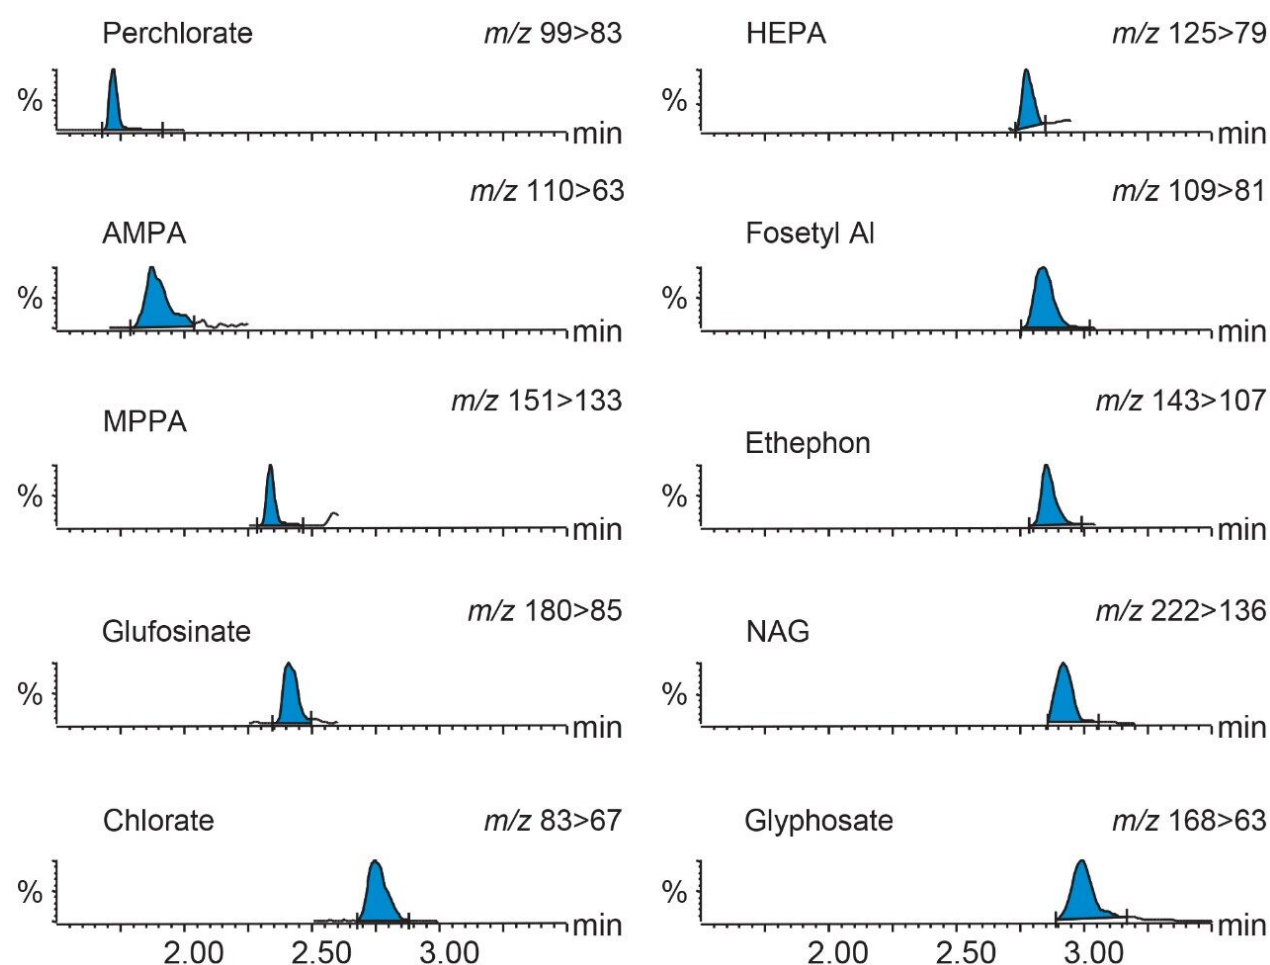 Perchlorate m/z 99>83
% min
AMPA m/z 110>63
% min
MPPA m/z 151>133
% min
Glufosinate m/z 180>85
% min
Chlorate m/z 83>67
% min
2.00 2.50 3.00
HEPA m/z 125>79
% min
Fosetyl Al m/z 109>81
% min
Ethephon m/z 143>107
% min
NAG m/z 222>136
% min
Glyphosate m/z 168>63
% min
2.00 2.50 3.00